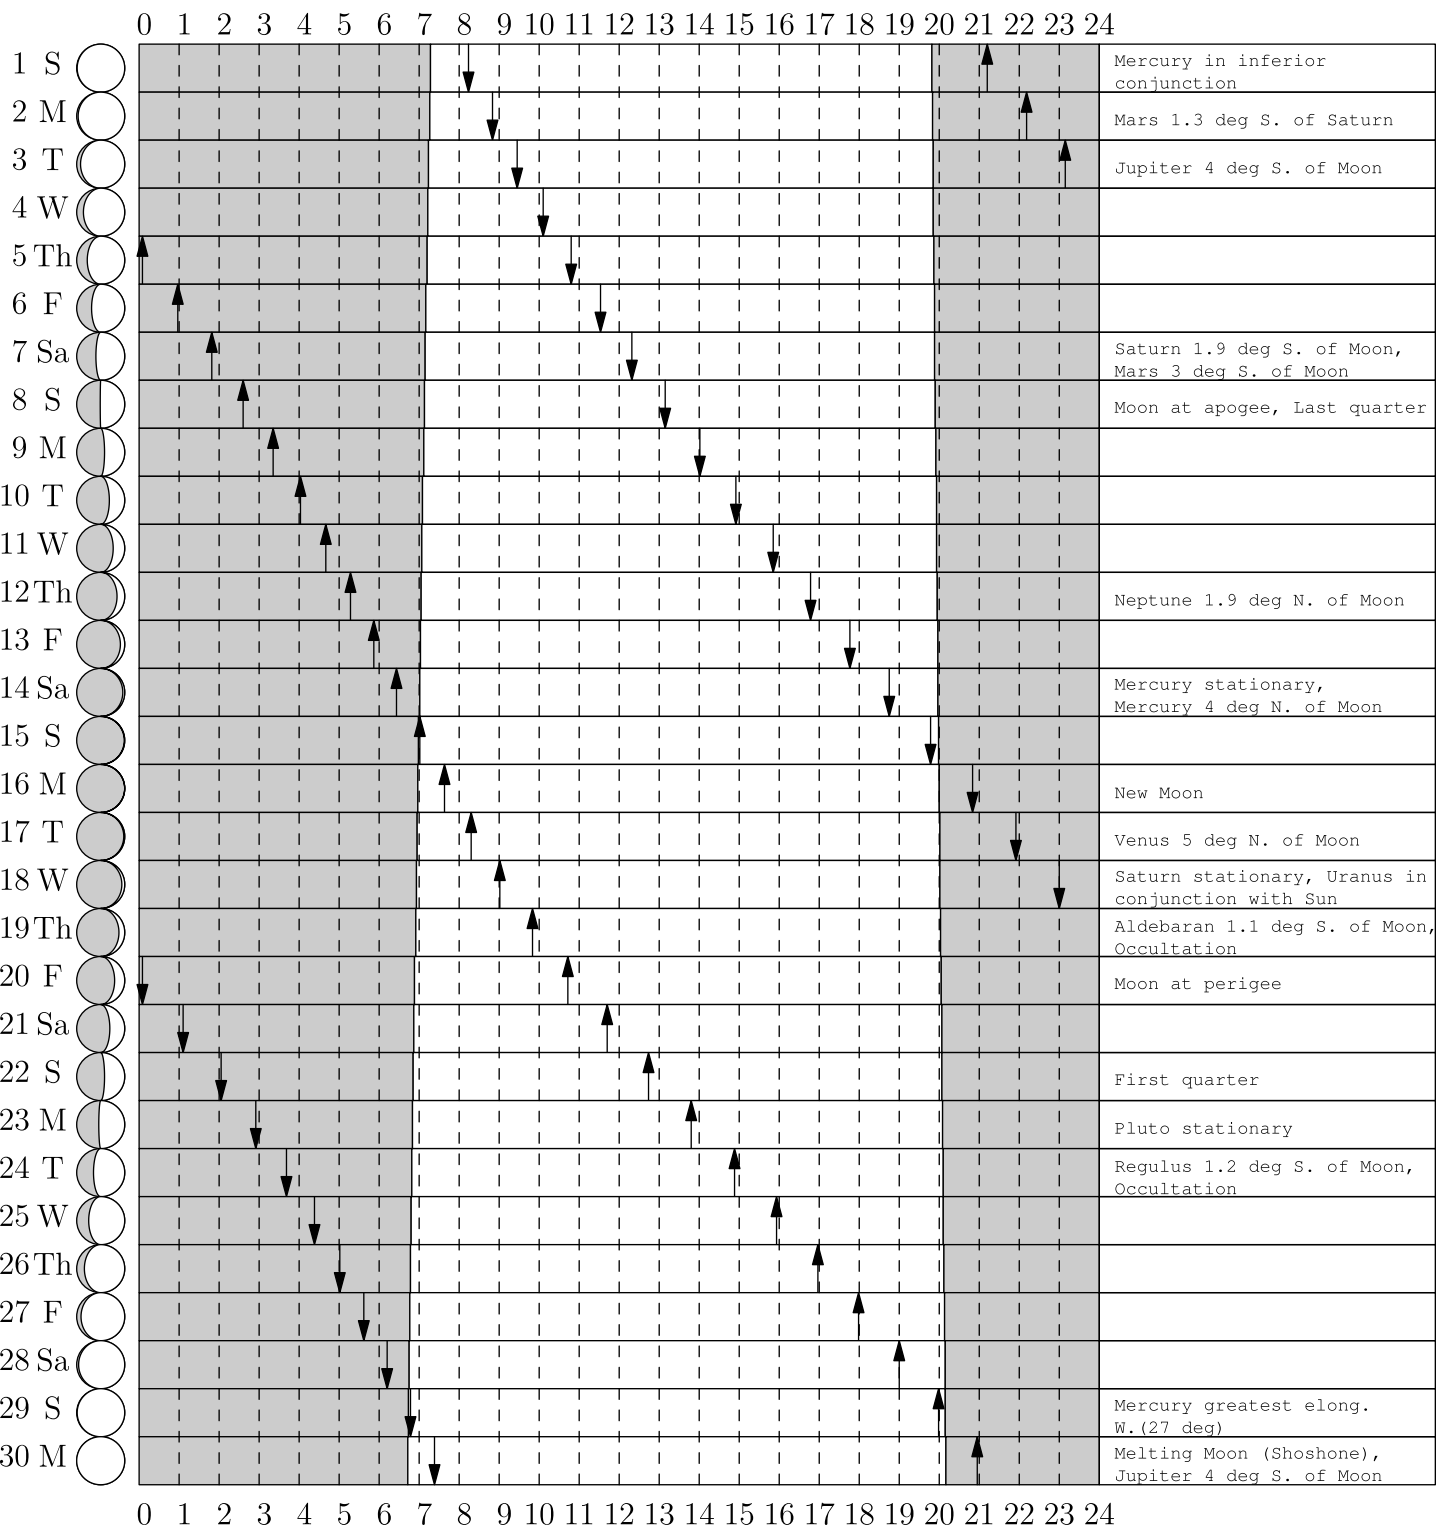 0 1 2 3 4 5 6 7 8 9 10 11 12 13 14 15 16 17 18 19 20 21 22 23 24
1 S Mercury in inferior
conjunction
2 M Mars 1.3 deg S. of Saturn
3 T Jupiter 4 deg S. of Moon
4 W
5 Th
6 F
7 Sa Saturn 1.9 deg S. of Moon,
Mars 3 deg S. of Moon
8 S Moon at apogee, Last quarter
9 M
10 T
11 W
12 Th Neptune 1.9 deg N. of Moon
13 F
14 Sa Mercury stationary,
Mercury 4 deg N. of Moon
15 S
16 M New Moon
17 T Venus 5 deg N. of Moon
18 W Saturn stationary, Uranus in
conjunction with Sun
19 Th Aldebaran 1.1 deg S. of Moon,
Occultation
20 F Moon at perigee
21 Sa
22 S First quarter
23 M Pluto stationary
24 T Regulus 1.2 deg S. of Moon,
Occultation
25 W
26 Th
27 F
28 Sa
29 S Mercury greatest elong.
W.(27 deg)
30 M Melting Moon (Shoshone),
Jupiter 4 deg S. of Moon
0 1 2 3 4 5 6 7 8 9 10 11 12 13 14 15 16 17 18 19 20 21 22 23 24